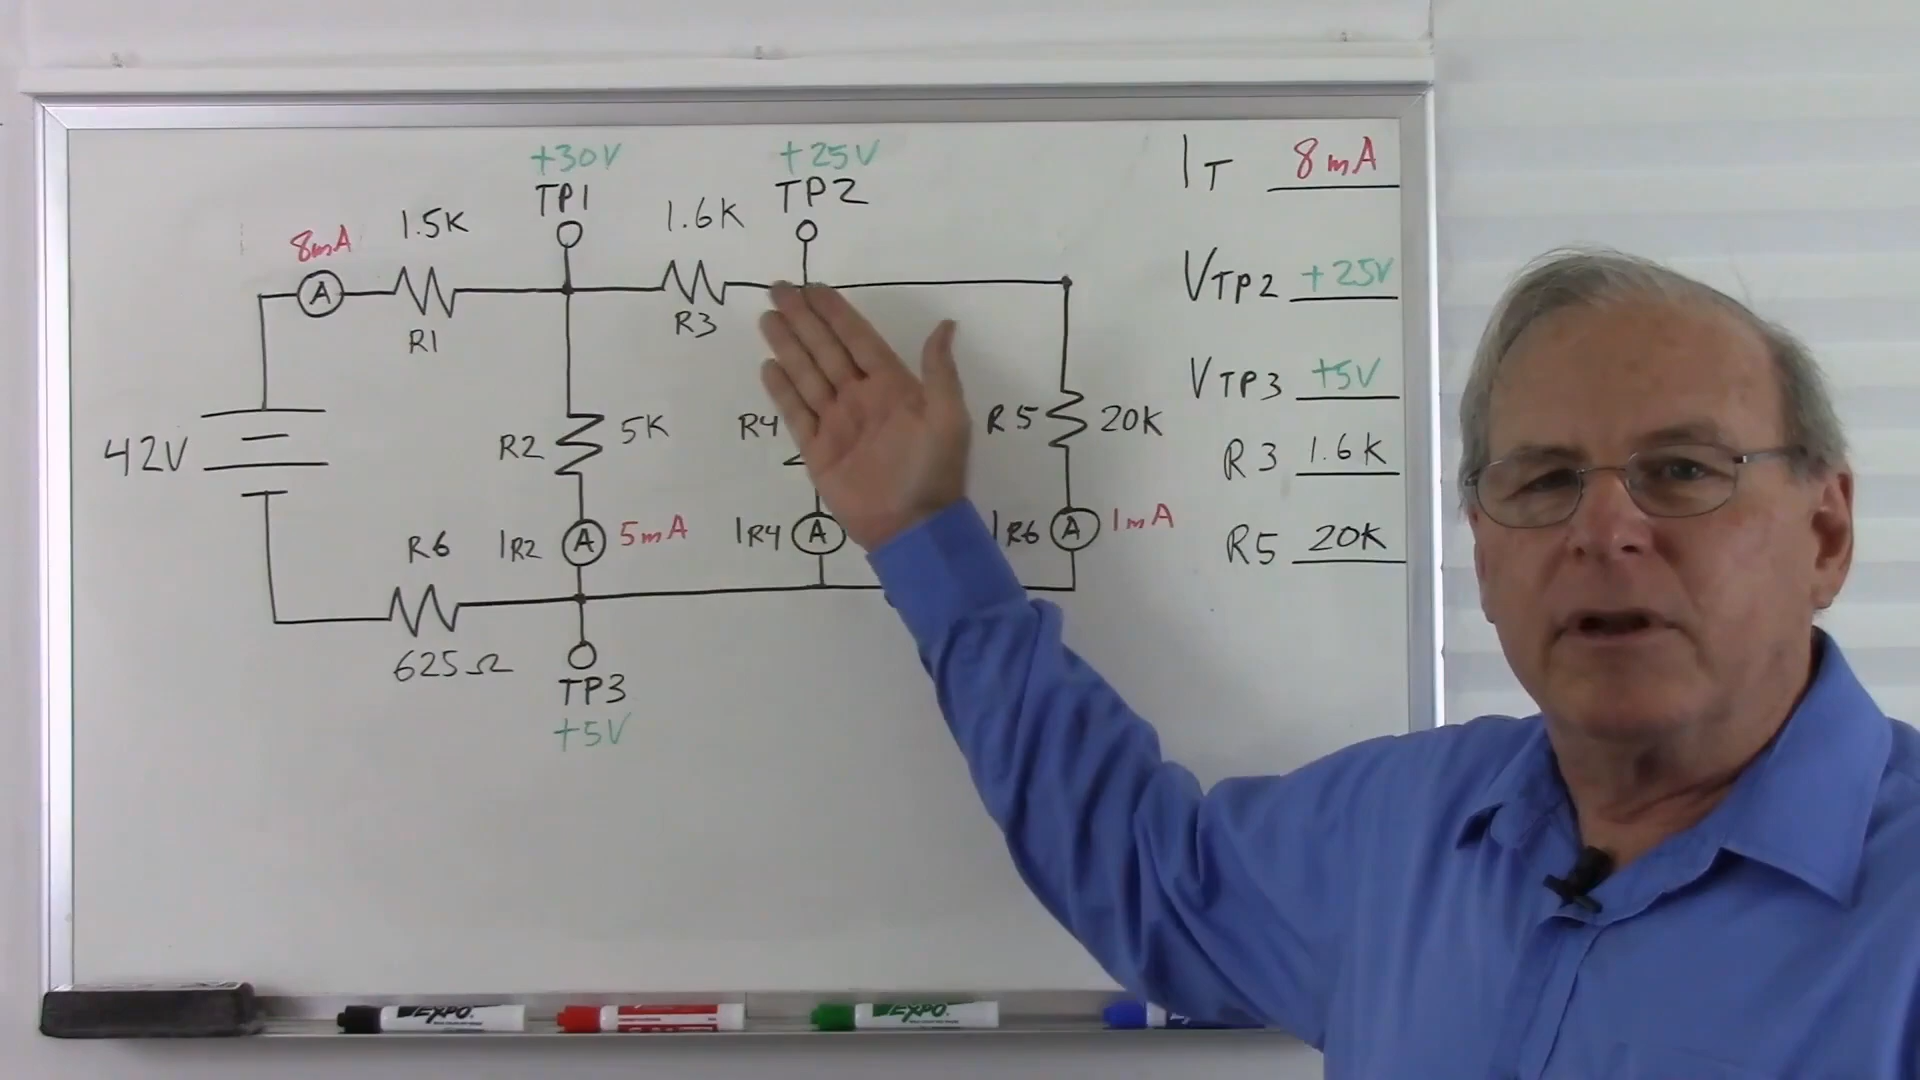 +30V
+25V
TP1
TP2
8mA
1.5K
1.6K
A
R1
R3
42V
R2
5K
R4
R5
20K
IR2
A
5mA
IR4
A
IR6
A
1mA
R6
625Ω
TP3
+5V
IT 8mA
VTP2 +25V
VTP3 +5V
R3 1.6K
R5 20K
EXPO
EXPO